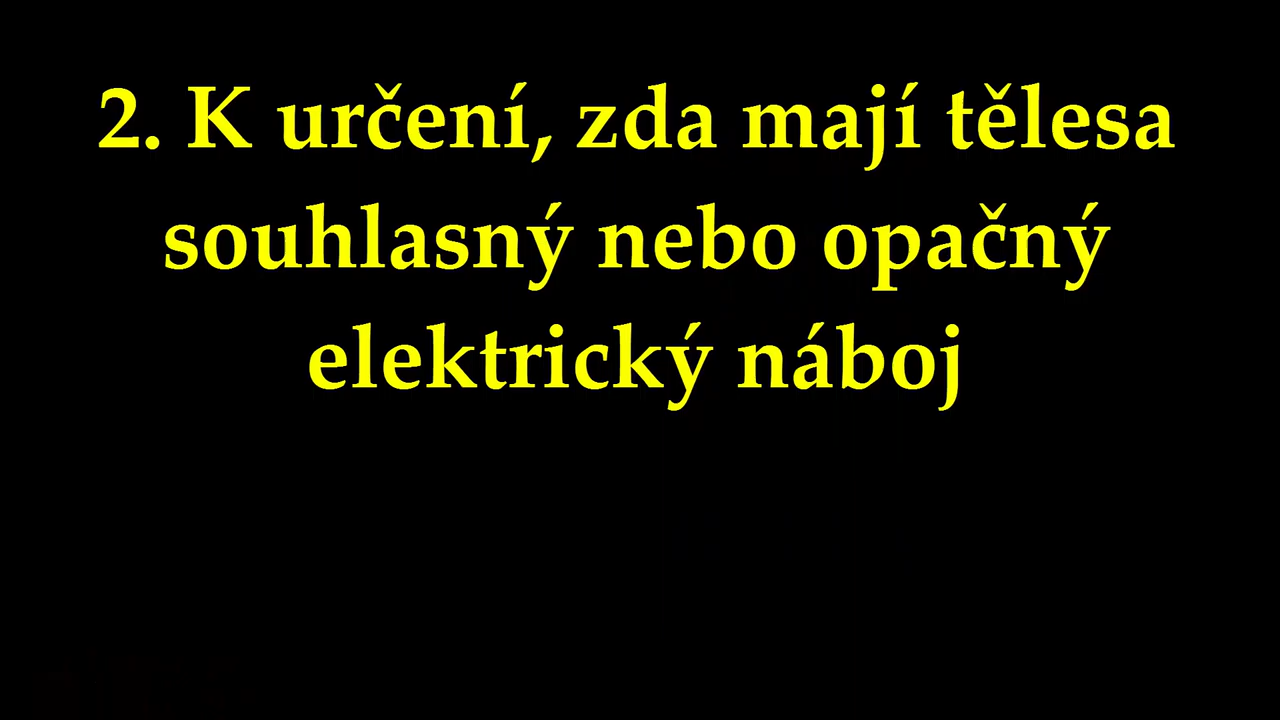 2. K určení, zda mají tělesa
souhlasný nebo opačný
elektrický náboj